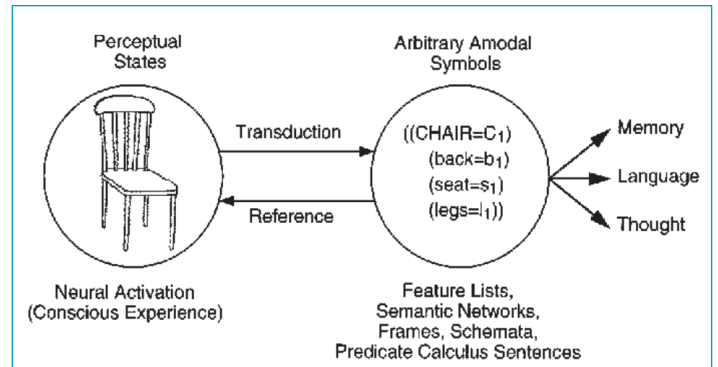 Perceptual
States
Arbitrary Amodal
Symbols
Transduction
Reference
((CHAIR=C₁)
(back=b₁)
(seat=s₁)
(legs=l₁))
Memory
Language
Thought
Neural Activation
(Conscious Experience)
Feature Lists,
Semantic Networks,
Frames, Schemata,
Predicate Calculus Sentences